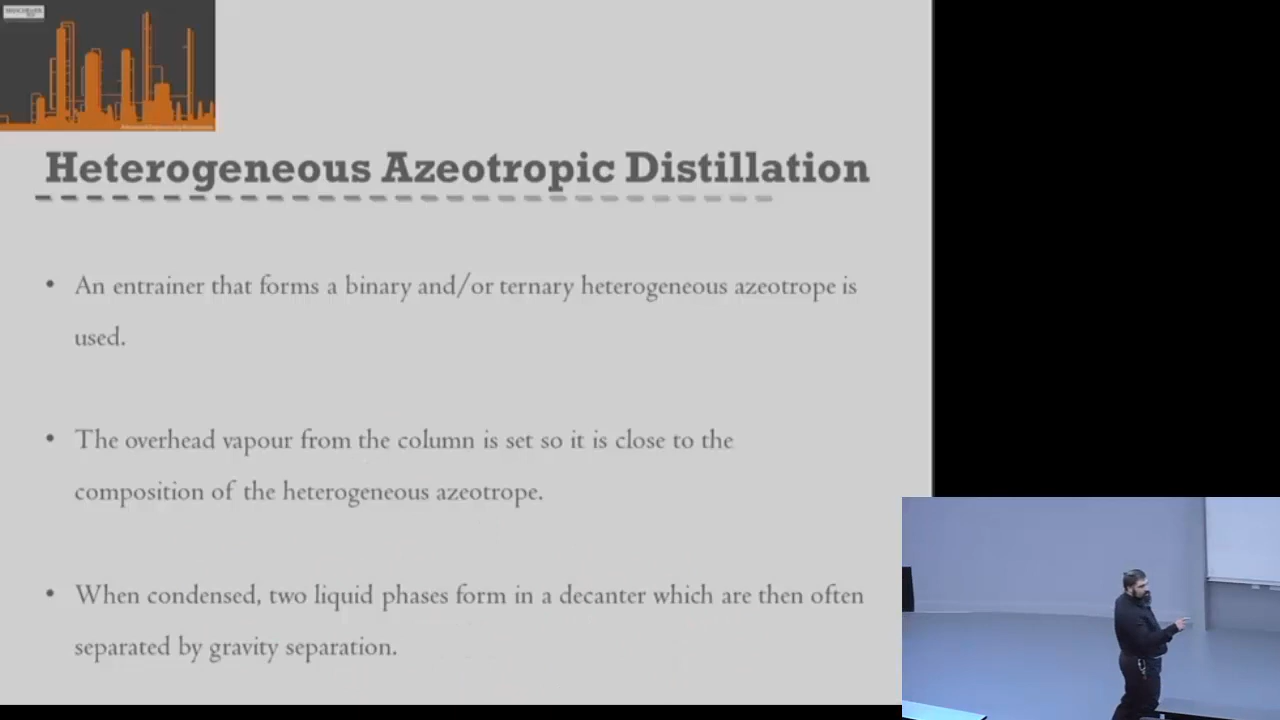 Heterogeneous Azeotropic Distillation
• An entrainer that forms a binary and/or ternary heterogeneous azeotrope is
used.
• The overhead vapour from the column is set so it is close to the
composition of the heterogeneous azeotrope.
• When condensed, two liquid phases form in a decanter which are then often
separated by gravity separation.